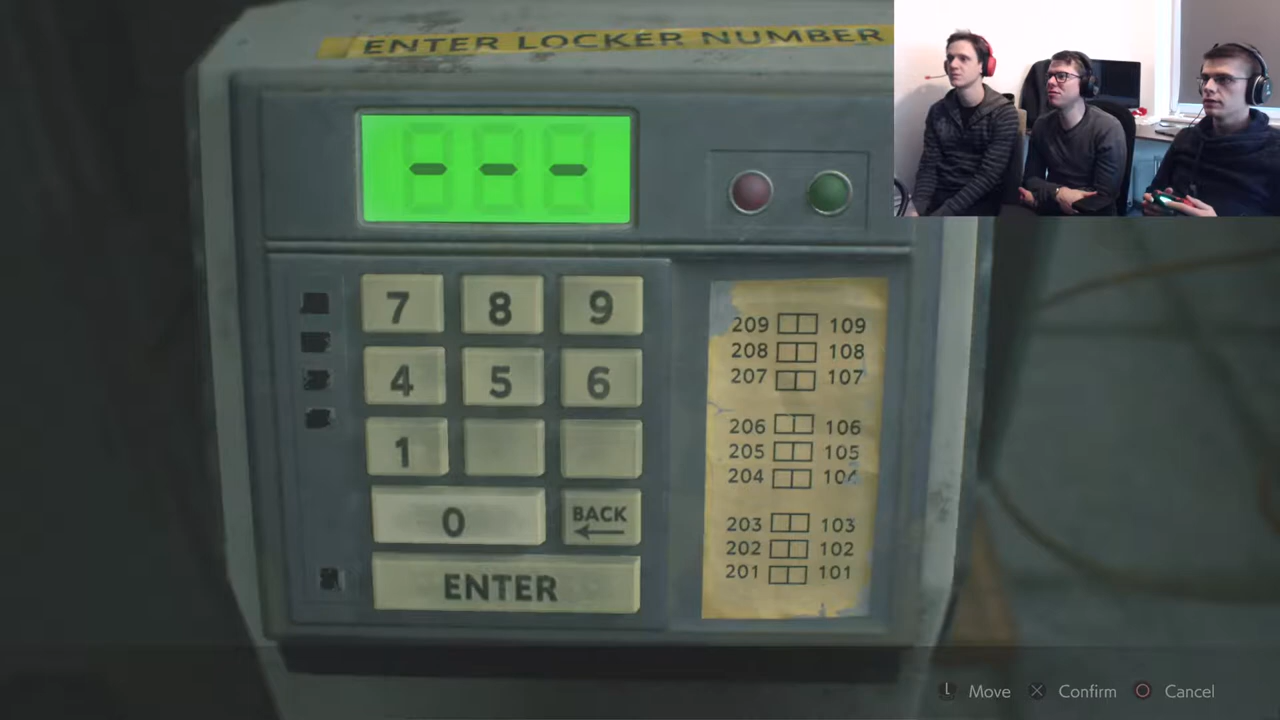 ENTER LOCKER NUMBER
7 8 9
4 5 6
1
0 BACK
ENTER
209 109
208 108
207 107
206 106
205 105
204 104
203 103
202 102
201 101
L Move Confirm Cancel